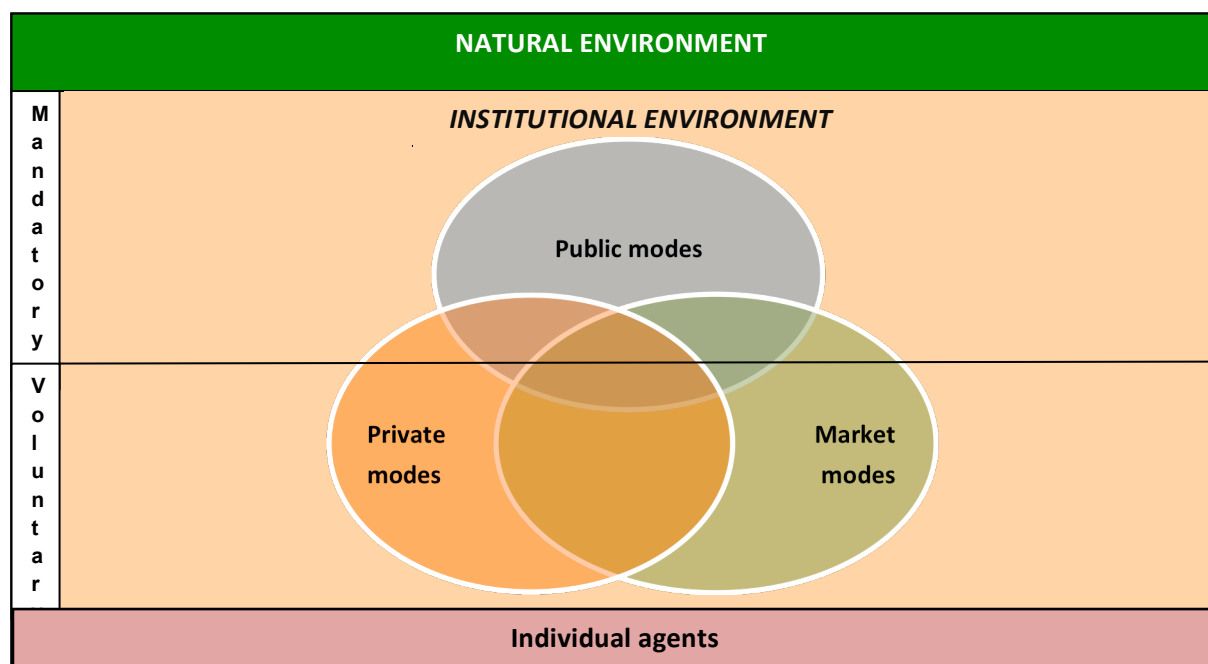 NATURAL ENVIRONMENT
Mandatory
INSTITUTIONAL ENVIRONMENT
Public modes
Voluntar
Private
modes
Market
modes
Individual agents